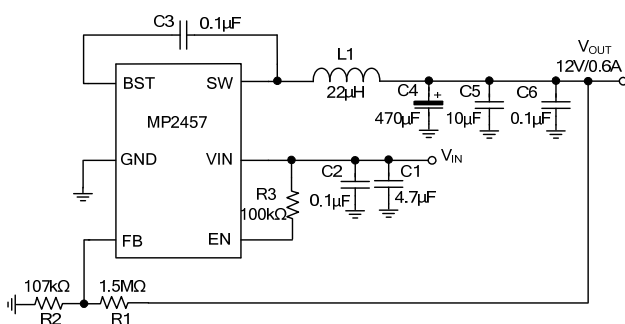 C3
0.1µF
BST
SW
L1
22µH
VOUT
12V/0.6A
C4
+
470µF
C5
10µF
C6
0.1µF
MP2457
GND
VIN
VIN
R3
100kΩ
C2
0.1µF
C1
4.7µF
FB
EN
107kΩ
R2
1.5MΩ
R1